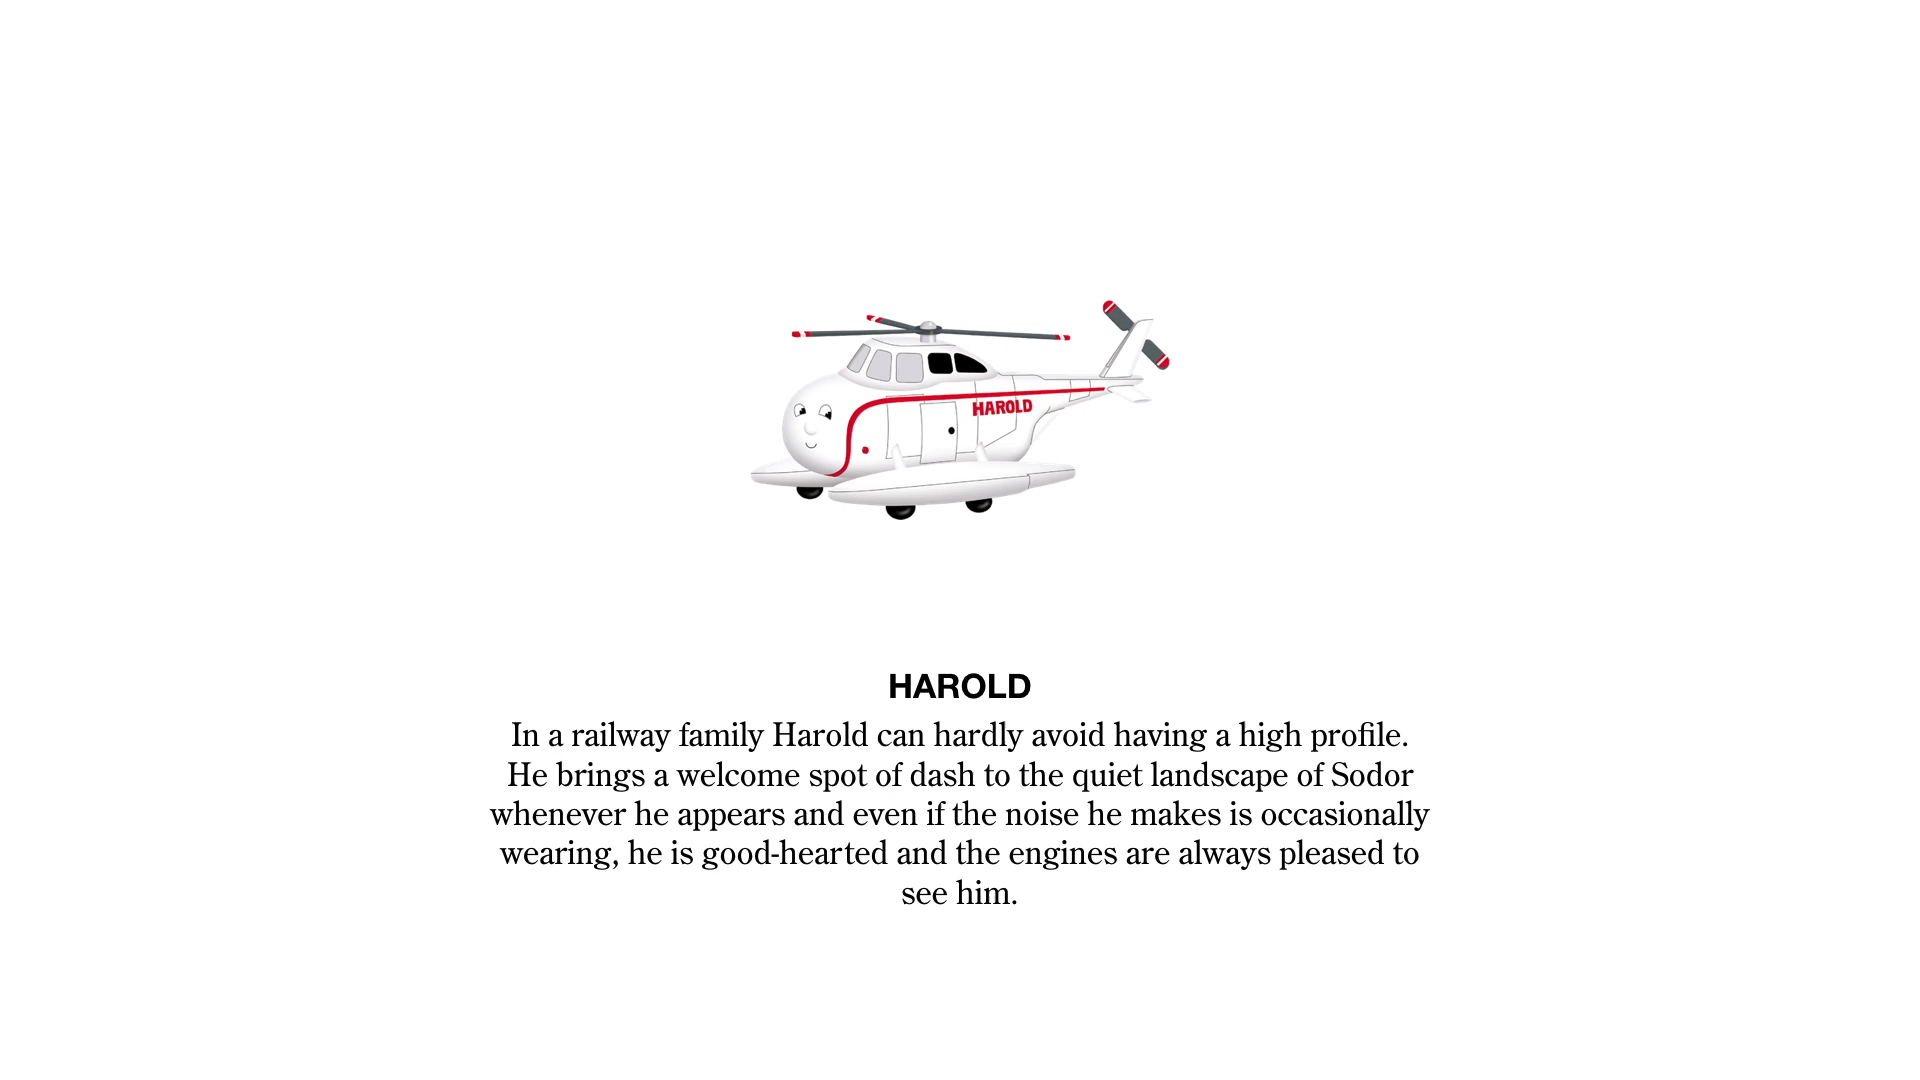 HAROLD
HAROLD
In a railway family Harold can hardly avoid having a high profile.
He brings a welcome spot of dash to the quiet landscape of Sodor
whenever he appears and even if the noise he makes is occasionally
wearing, he is good-hearted and the engines are always pleased to
see him.